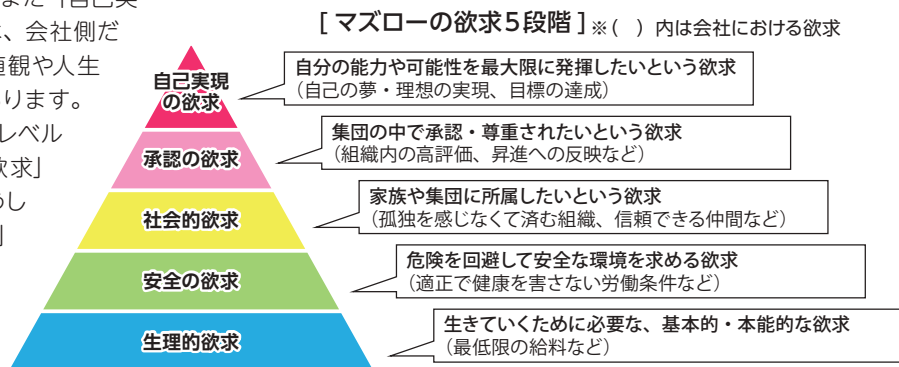 また「自己実
、会社側だ
値観や人生
ります。
レベル
欲求」
うし
」
[ マズローの欲求5段階 ] ※(　) 内は会社における欲求
自己実現
の欲求
自分の能力や可能性を最大限に発揮したいという欲求
（自己の夢・理想の実現、目標の達成）
承認の欲求
集団の中で承認・尊重されたいという欲求
（組織内の高評価、昇進への反映など）
社会的欲求
家族や集団に所属したいという欲求
（孤独を感じなくて済む組織、信頼できる仲間など）
安全の欲求
危険を回避して安全な環境を求める欲求
（適正で健康を害さない労働条件など）
生理的欲求
生きていくために必要な、基本的・本能的な欲求
（最低限の給料など）